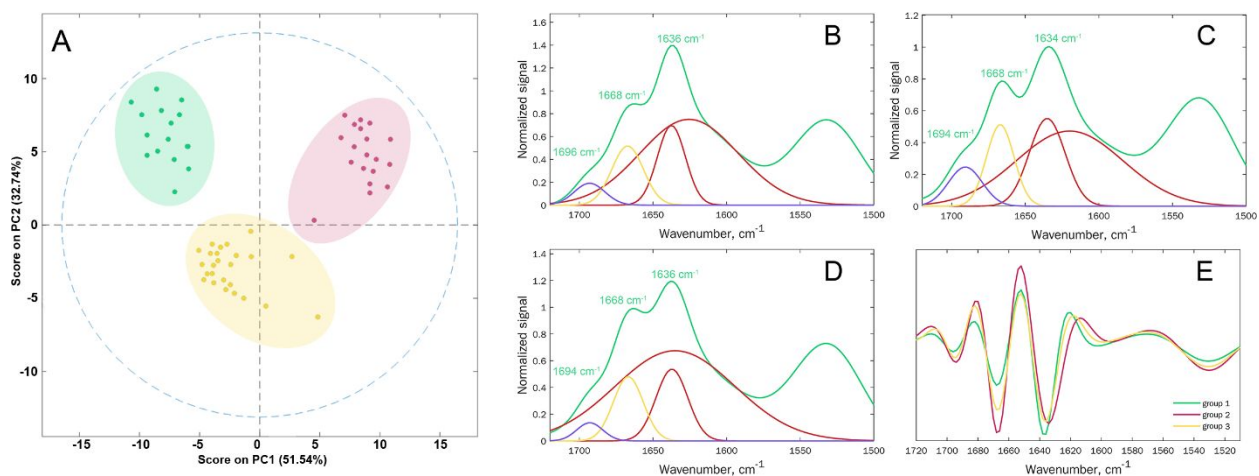 A
Score on PC2 (32.74%)
10
5
0
-5
-10
-15
-10
-5
0
5
10
15
Score on PC1 (51.54%)
B
Normalized signal
1.6
1.4
1.2
1
0.8
0.6
0.4
0.2
0
1636 cm-1
1668 cm-1
1696 cm-1
1700
1650
1600
1550
1500
Wavenumber, cm-1
C
Normalized signal
1.2
1
0.8
0.6
0.4
0.2
0
1634 cm-1
1668 cm-1
1694 cm-1
1700
1650
1600
1550
1500
Wavenumber, cm-1
D
Normalized signal
1.4
1.2
1
0.8
0.6
0.4
0.2
0
1636 cm-1
1668 cm-1
1694 cm-1
1700
1650
1600
1550
1500
Wavenumber, cm-1
E
group 1
group 2
group 3
1720 1700 1680 1660 1640 1620 1600 1580 1560 1540 1520
Wavenumber, cm-1